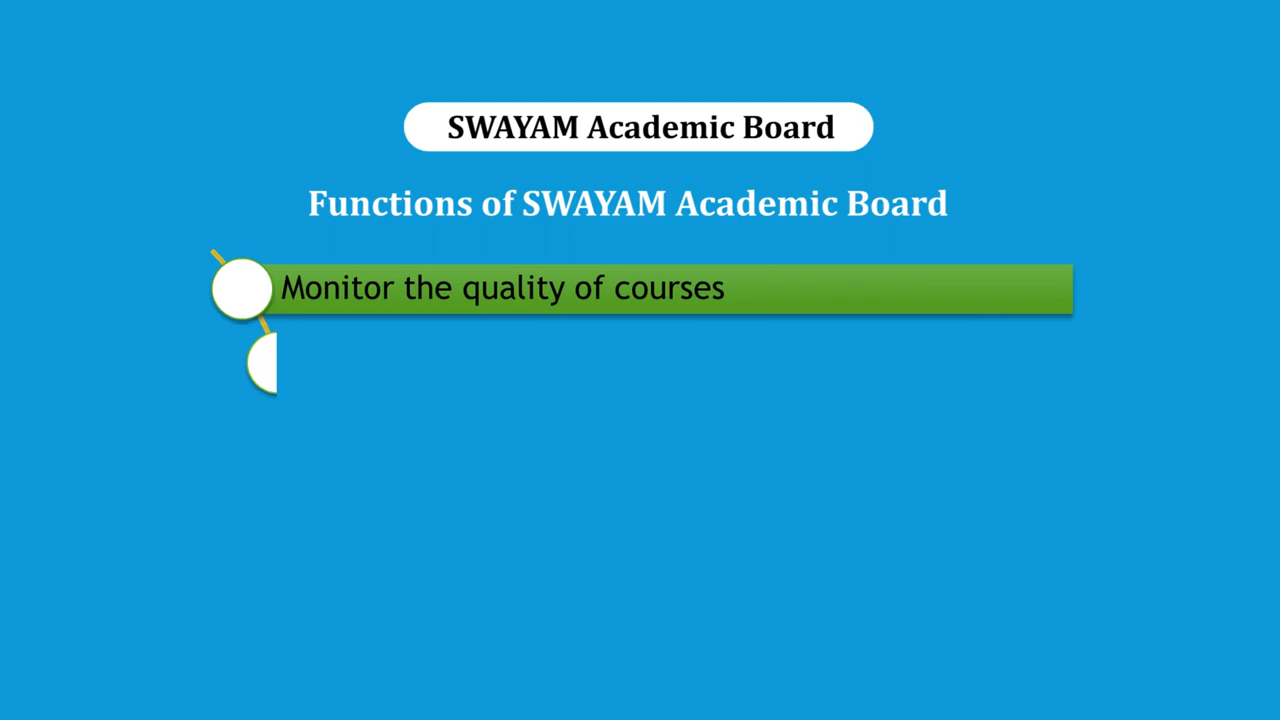 SWAYAM Academic Board
Functions of SWAYAM Academic Board
Monitor the quality of courses